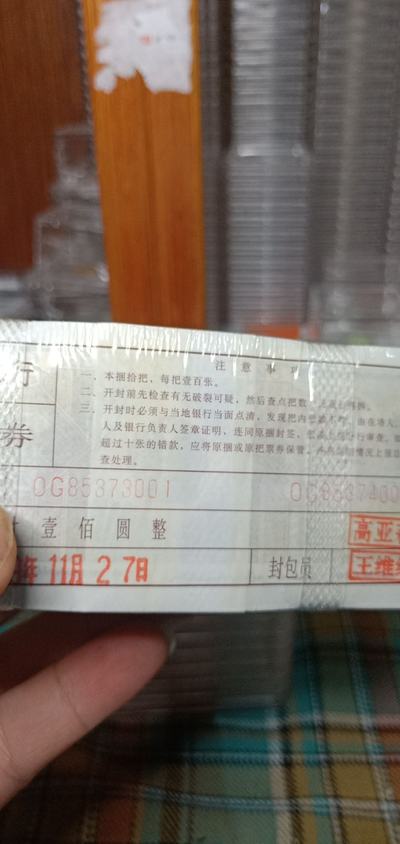 注意事项
行
券
一、本捆拾把，每把壹百张。
二、开封前先检查有无破裂可疑，然后查点把数
三、开封时必须与当地银行当面点清，发现把内
人及银行负责人签章证明，连同原捆封签、
超过十张的错款，应将原捆或原把票券保管，
查处理。
OG85373001 OG85374000
壹佰圆整 高亚
年11月27日 封包员 王维